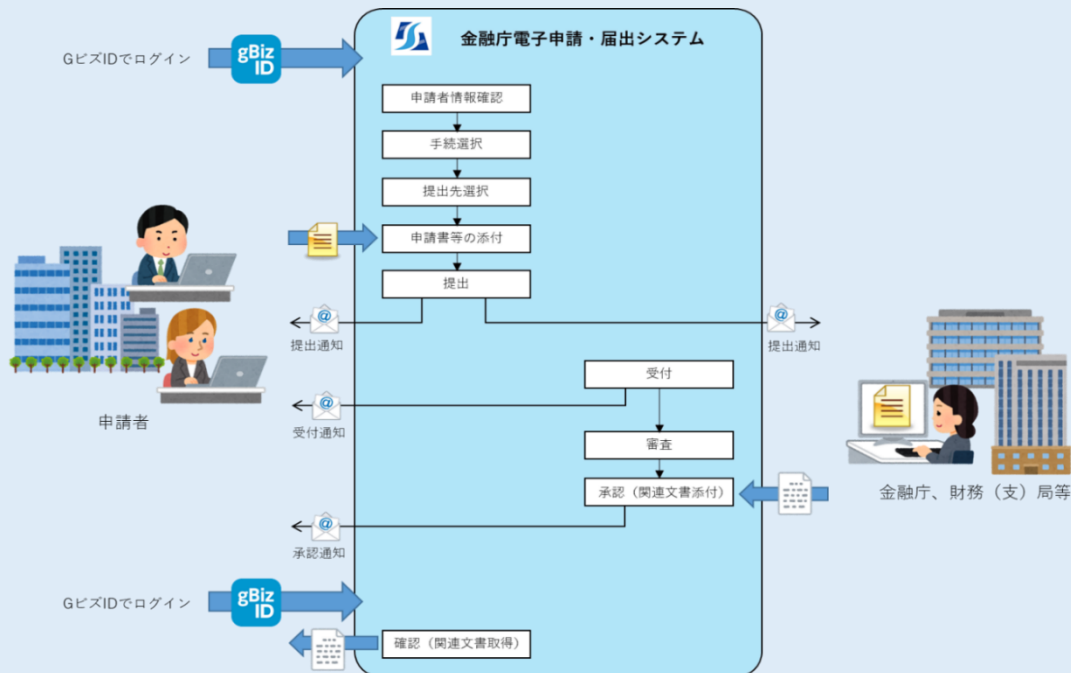 金融庁電子申請・届出システム
GビズIDでログイン
gBiz
ID
申請者情報確認
手続選択
提出先選択
申請書等の添付
提出
@
提出通知
@
提出通知
受付
@
受付通知
申請者
審査
承認（関連文書添付）
金融庁、財務（支）局等
@
承認通知
GビズIDでログイン
gBiz
ID
確認（関連文書取得）